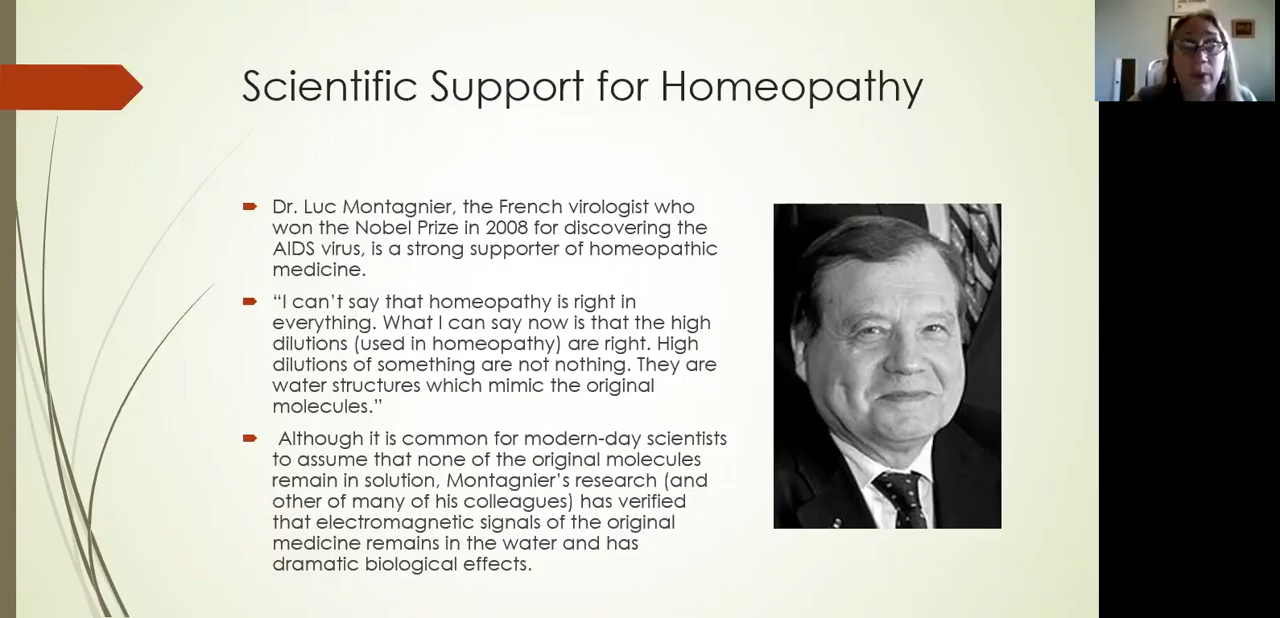 Scientific Support for Homeopathy
Dr. Luc Montagnier, the French virologist who
won the Nobel Prize in 2008 for discovering the
AIDS virus, is a strong supporter of homeopathic
medicine.
“I can’t say that homeopathy is right in
everything. What I can say now is that the high
dilutions (used in homeopathy) are right. High
dilutions of something are not nothing. They are
water structures which mimic the original
molecules.”
Although it is common for modern-day scientists
to assume that none of the original molecules
remain in solution, Montagnier’s research (and
other of many of his colleagues) has verified
that electromagnetic signals of the original
medicine remains in the water and has
dramatic biological effects.